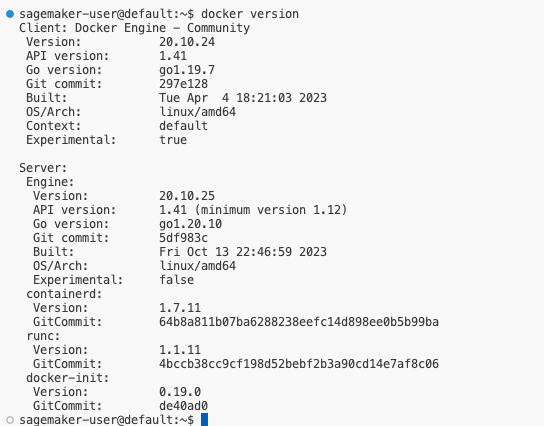 sagemaker-user@default:~$ docker version
Client: Docker Engine - Community
Version: 20.10.24
API version: 1.41
Go version: go1.19.7
Git commit: 297e128
Built: Tue Apr  4 18:21:03 2023
OS/Arch: linux/amd64
Context: default
Experimental: true
Server:
Engine:
Version: 20.10.25
API version: 1.41 (minimum version 1.12)
Go version: go1.20.10
Git commit: 5df983c
Built: Fri Oct 13 22:46:59 2023
OS/Arch: linux/amd64
Experimental: false
containerd:
Version: 1.7.11
GitCommit: 64b8a811b07ba6288238eefc14d898ee0b5b99ba
runc:
Version: 1.1.11
GitCommit: 4bccb38cc9cf198d52bebf2b3a90cd14e7af8c06
docker-init:
Version: 0.19.0
GitCommit: de40ad0
sagemaker-user@default:~$